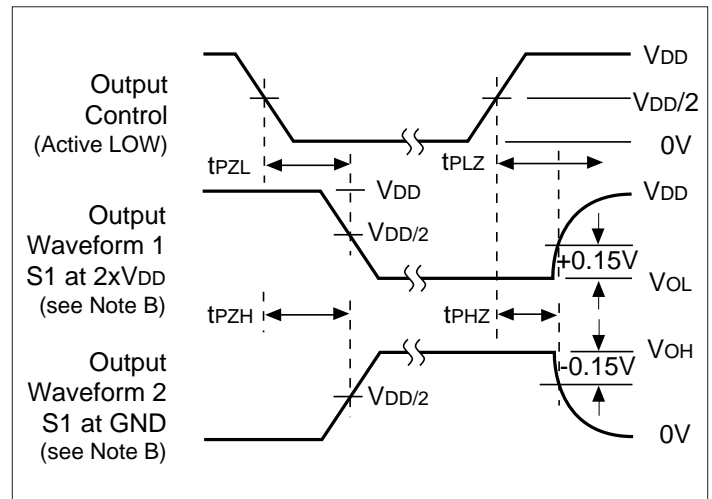 Output
Control
(Active LOW)
VDD
VDD/2
0V
tPZL
tPLZ
Output
Waveform 1
S1 at 2xVDD
(see Note B)
VDD
VDD/2
VDD
+0.15V
VOL
tPZH
tPHZ
Output
Waveform 2
S1 at GND
(see Note B)
VDD/2
VOH
-0.15V
0V